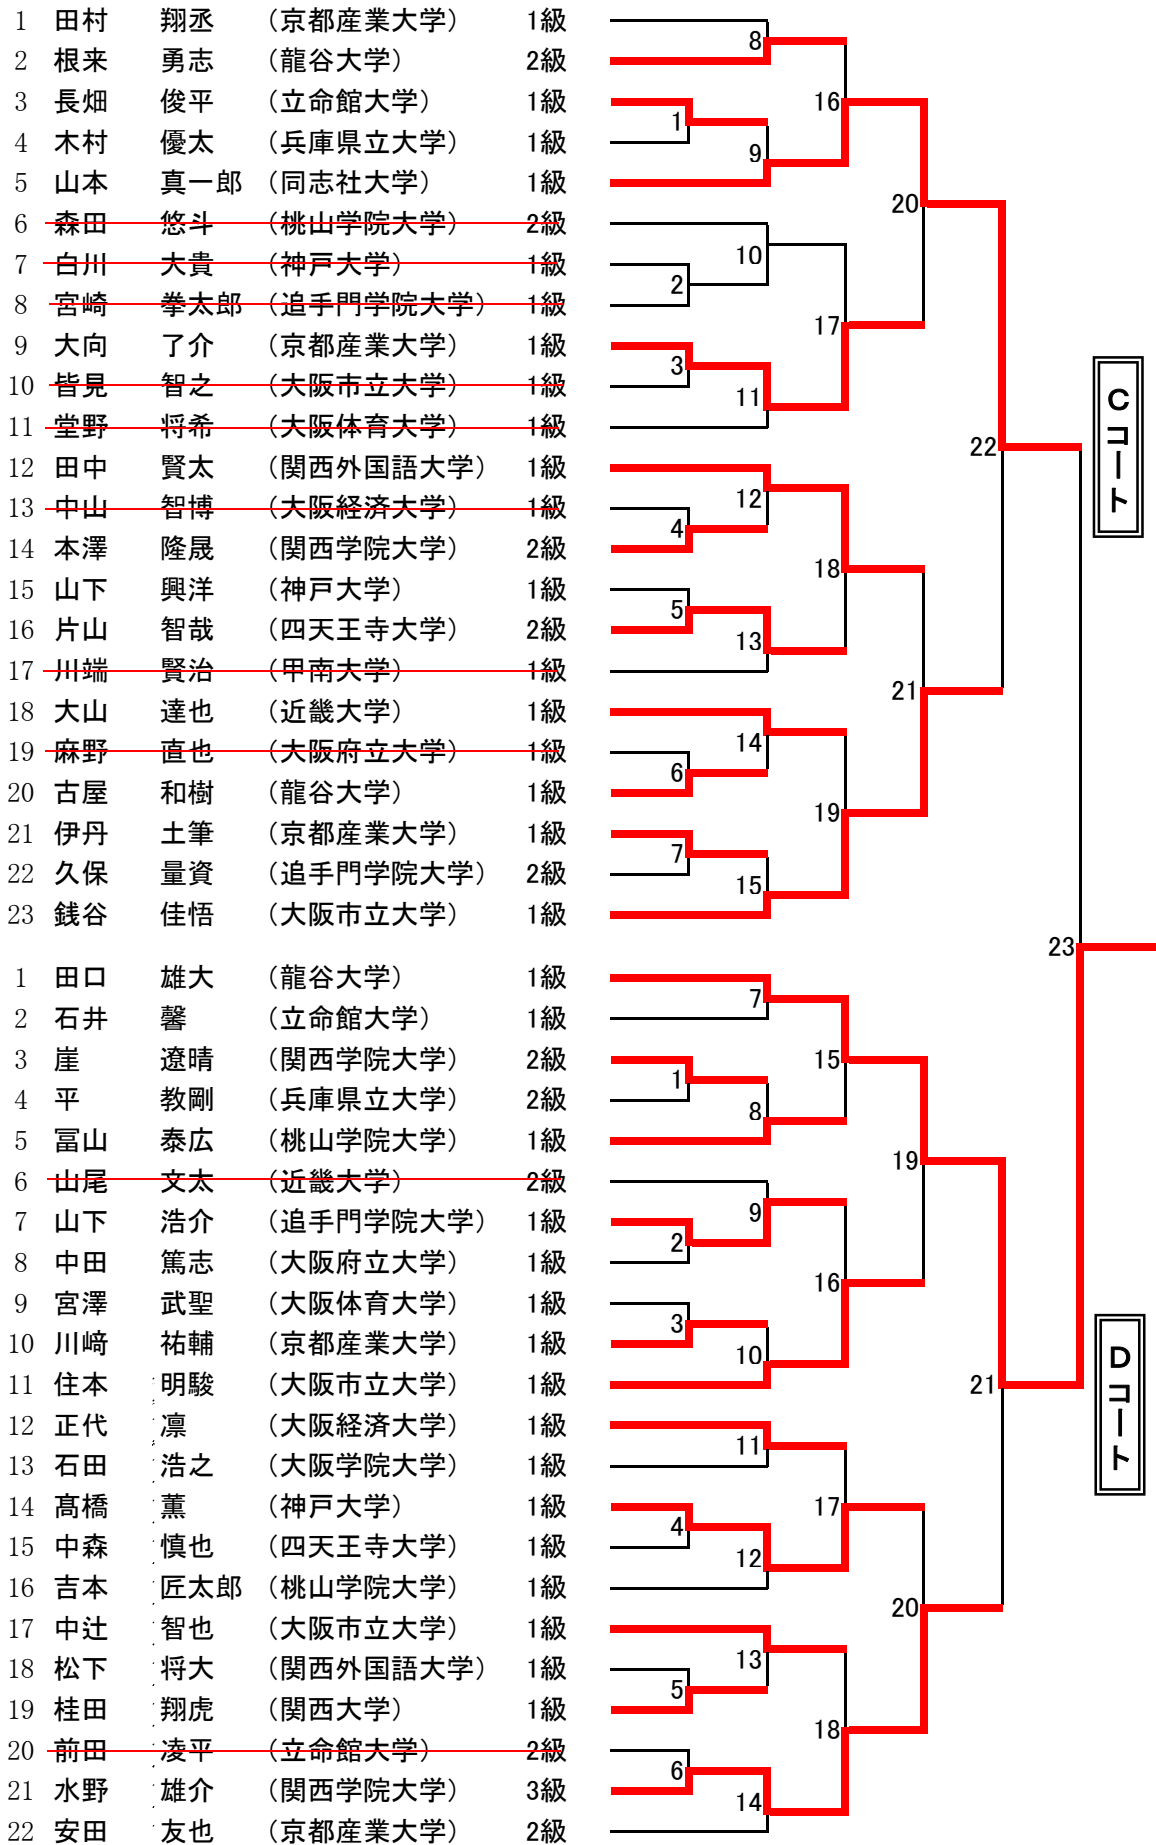 1 田村 翔丞 （京都産業大学） 1級
2 根来 勇志 （龍谷大学） 2級
3 長畑 俊平 （立命館大学） 1級
4 木村 優太 （兵庫県立大学） 1級
5 山本 真一郎 （同志社大学） 1級
6 森田 悠斗 （桃山学院大学） 2級
7 白川 大貴 （神戸大学） 1級
8 宮崎 拳太郎 （追手門学院大学） 1級
9 大向 了介 （京都産業大学） 1級
10 皆見 智之 （大阪市立大学） 1級
11 堂野 将希 （大阪体育大学） 1級
12 田中 賢太 （関西外国語大学） 1級
13 中山 智博 （大阪経済大学） 1級
14 本澤 隆晟 （関西学院大学） 2級
15 山下 興洋 （神戸大学） 1級
16 片山 智哉 （四天王寺大学） 2級
17 川端 賢治 （甲南大学） 1級
18 大山 達也 （近畿大学） 1級
19 麻野 直也 （大阪府立大学） 1級
20 古屋 和樹 （龍谷大学） 1級
21 伊丹 土筆 （京都産業大学） 1級
22 久保 量資 （追手門学院大学） 2級
23 銭谷 佳悟 （大阪市立大学） 1級
1 2 3 4 5 6 7
8 9 10 11 12 13 14 15
16 17 18 19
20 21
22
Cコート
23
1 田口 雄大 （龍谷大学） 1級
2 石井 馨 （立命館大学） 1級
3 崖 遼晴 （関西学院大学） 2級
4 平 教剛 （兵庫県立大学） 2級
5 冨山 泰広 （桃山学院大学） 1級
6 山尾 文太 （近畿大学） 2級
7 山下 浩介 （追手門学院大学） 1級
8 中田 篤志 （大阪府立大学） 1級
9 宮澤 武聖 （大阪体育大学） 1級
10 川﨑 祐輔 （京都産業大学） 1級
11 住本 明駿 （大阪市立大学） 1級
12 正代 凛 （大阪経済大学） 1級
13 石田 浩之 （大阪学院大学） 1級
14 髙橋 薫 （神戸大学） 1級
15 中森 慎也 （四天王寺大学） 1級
16 吉本 匠太郎 （桃山学院大学） 1級
17 中辻 智也 （大阪市立大学） 1級
18 松下 将大 （関西外国語大学） 1級
19 桂田 翔虎 （関西大学） 1級
20 前田 凌平 （立命館大学） 2級
21 水野 雄介 （関西学院大学） 3級
22 安田 友也 （京都産業大学） 2級
1 2 3 4 5 6
7 8 9 10 11 12 13 14
15 16 17 18
19 20
21
Dコート